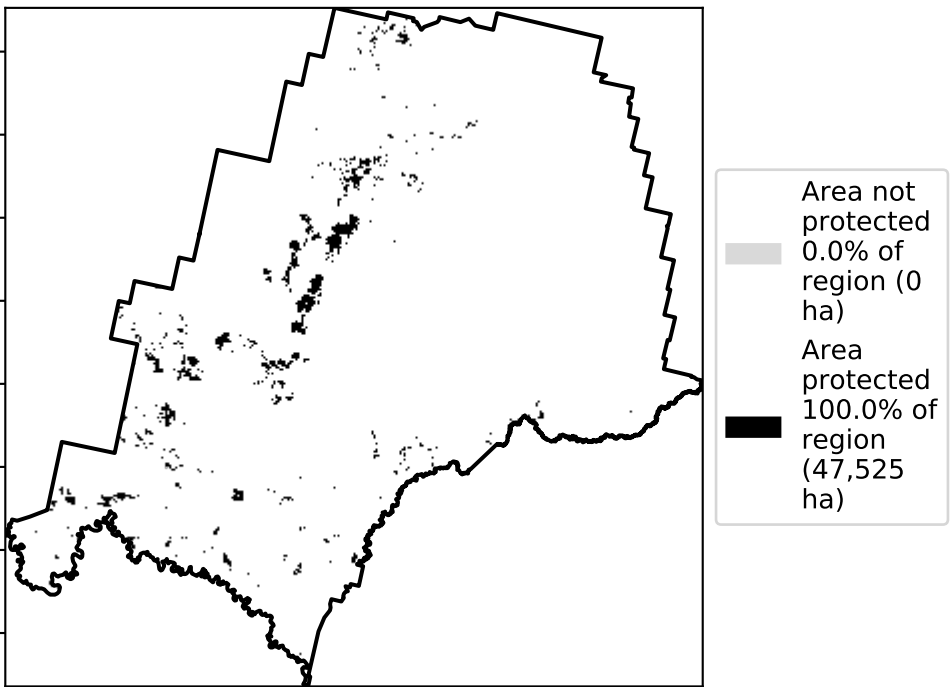 Area not
protected
0.0% of
region (0
ha)
Area
protected
100.0% of
region
(47,525
ha)